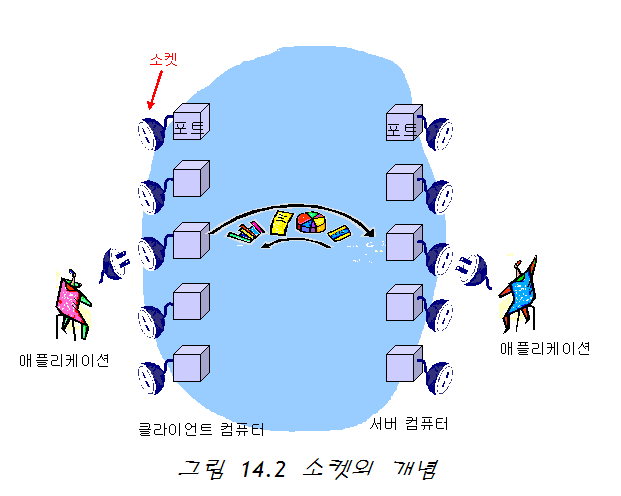 소켓
포트
포트
애플리케이션
애플리케이션
클라이언트 컴퓨터
서버 컴퓨터
그림 14.2 소켓의 개념